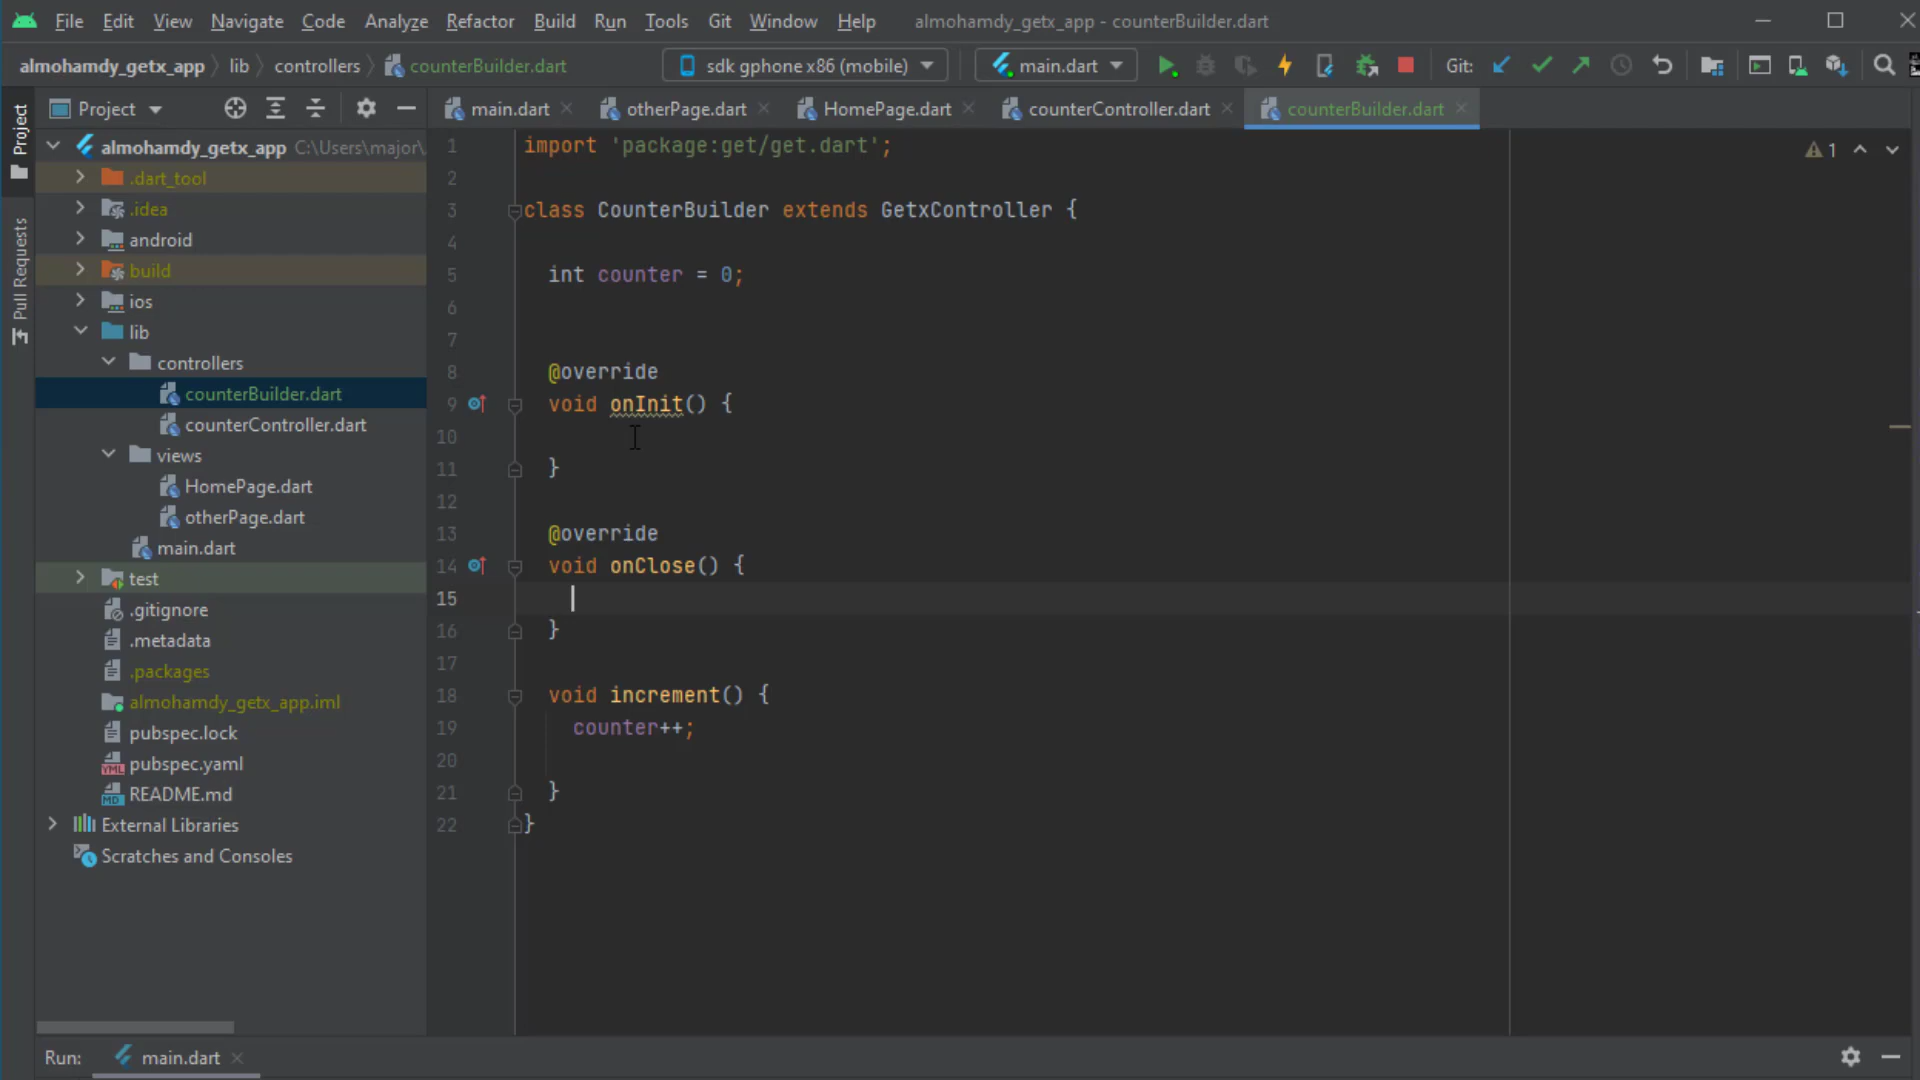 File Edit View Navigate Code Analyze Refactor Build Run Tools Git Window Help almohamdy_getx_app - counterBuilder.dart
almohamdy_getx_app lib controllers counterBuilder.dart sdk gphone x86 (mobile) main.dart Git:
Project main.dart otherPage.dart HomePage.dart counterController.dart counterBuilder.dart
Project
Pull Requests
almohamdy_getx_app C:\Users\major\
.dart_tool
.idea
android
build
ios
lib
controllers
counterBuilder.dart
counterController.dart
views
HomePage.dart
otherPage.dart
main.dart
test
.gitignore
.metadata
.packages
almohamdy_getx_app.iml
pubspec.lock
pubspec.yaml
README.md
External Libraries
Scratches and Consoles
1 import 'package:get/get.dart';
2
3 class CounterBuilder extends GetxController {
4
5 int counter = 0;
6
7
8 @override
9 void onInit() {
10
11 }
12
13 @override
14 void onClose() {
15
16 }
17
18 void increment() {
19 counter++;
20
21 }
22 }
1
Run: main.dart